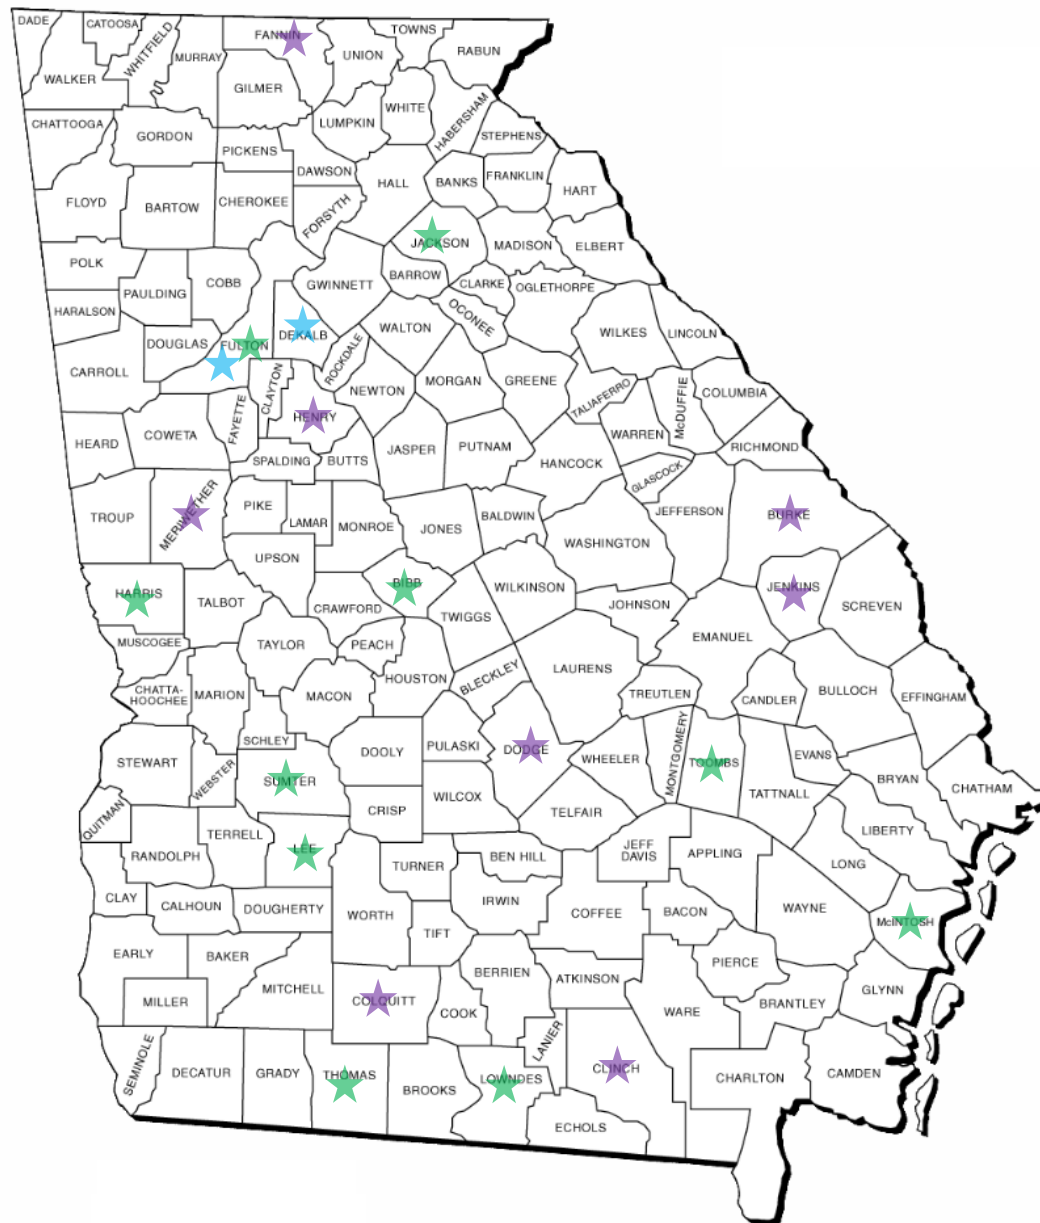 DADE
CATOOSA
WHITFIELD
MURRAY
FANNIN
UNION
TOWNS
RABUN
WALKER
GILMER
WHITE
HABERSHAM
LUMPKIN
STEPHENS
CHATTOOGA
GORDON
PICKENS
DAWSON
HALL
BANKS
FRANKLIN
HART
FLOYD
BARTOW
CHEROKEE
FORSYTH
JACKSON
MADISON
ELBERT
POLK
PAULDING
COBB
GWINNETT
BARROW
CLARKE
OGLETHORPE
HARALSON
OCONEE
DOUGLAS
FULTON
DEKALB
ROCKDALE
WALTON
WILKES
LINCOLN
CARROLL
CLAYTON
NEWTON
MORGAN
GREENE
TALIAFERRO
McDUFFIE
COLUMBIA
HEARD
COWETA
FAYETTE
HENRY
JASPER
PUTNAM
WARREN
RICHMOND
SPALDING
BUTTS
HANCOCK
GLASCOCK
TROUP
MERIWETHER
PIKE
LAMAR
MONROE
JONES
BALDWIN
JEFFERSON
BURKE
WASHINGTON
UPSON
HARRIS
TALBOT
CRAWFORD
BIBB
TWIGGS
WILKINSON
JOHNSON
JENKINS
SCREVEN
MUSCOGEE
TAYLOR
PEACH
EMANUEL
CHATTA-
HOOCHEE
MARION
MACON
HOUSTON
BLECKLEY
LAURENS
TREUTLEN
CANDLER
BULLOCH
EFFINGHAM
STEWART
WEBSTER
SCHLEY
DOOLY
PULASKI
DODGE
WHEELER
MONTGOMERY
TOOMBS
TATTNALL
EVANS
BRYAN
CHATHAM
QUITMAN
SUMTER
CRISP
WILCOX
TELFAIR
LIBERTY
RANDOLPH
TERRELL
LEE
TURNER
BEN HILL
JEFF
DAVIS
APPLING
LONG
CLAY
CALHOUN
DOUGHERTY
WORTH
TIFT
IRWIN
COFFEE
BACON
WAYNE
McINTOSH
EARLY
BAKER
MITCHELL
BERRIEN
ATKINSON
PIERCE
MILLER
COLQUITT
COOK
WARE
BRANTLEY
GLYNN
SEMINOLE
DECATUR
GRADY
THOMAS
BROOKS
LOWNDES
LANIER
CLINCH
CHARLTON
CAMDEN
ECHOLS